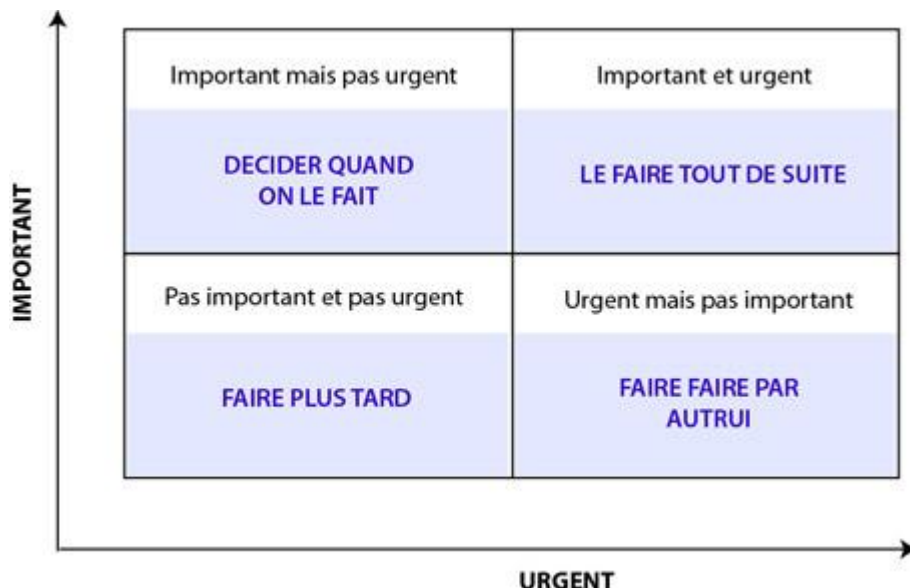 Important mais pas urgent
Important et urgent
DECIDER QUAND
ON LE FAIT
LE FAIRE TOUT DE SUITE
IMPORTANT
Pas important et pas urgent
Urgent mais pas important
FAIRE PLUS TARD
FAIRE FAIRE PAR
AUTRUI
URGENT